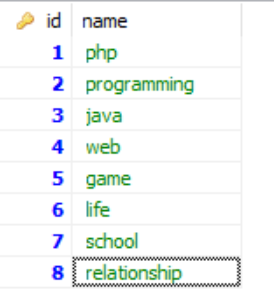 id name
1 php
2 programming
3 java
4 web
5 game
6 life
7 school
8 relationship